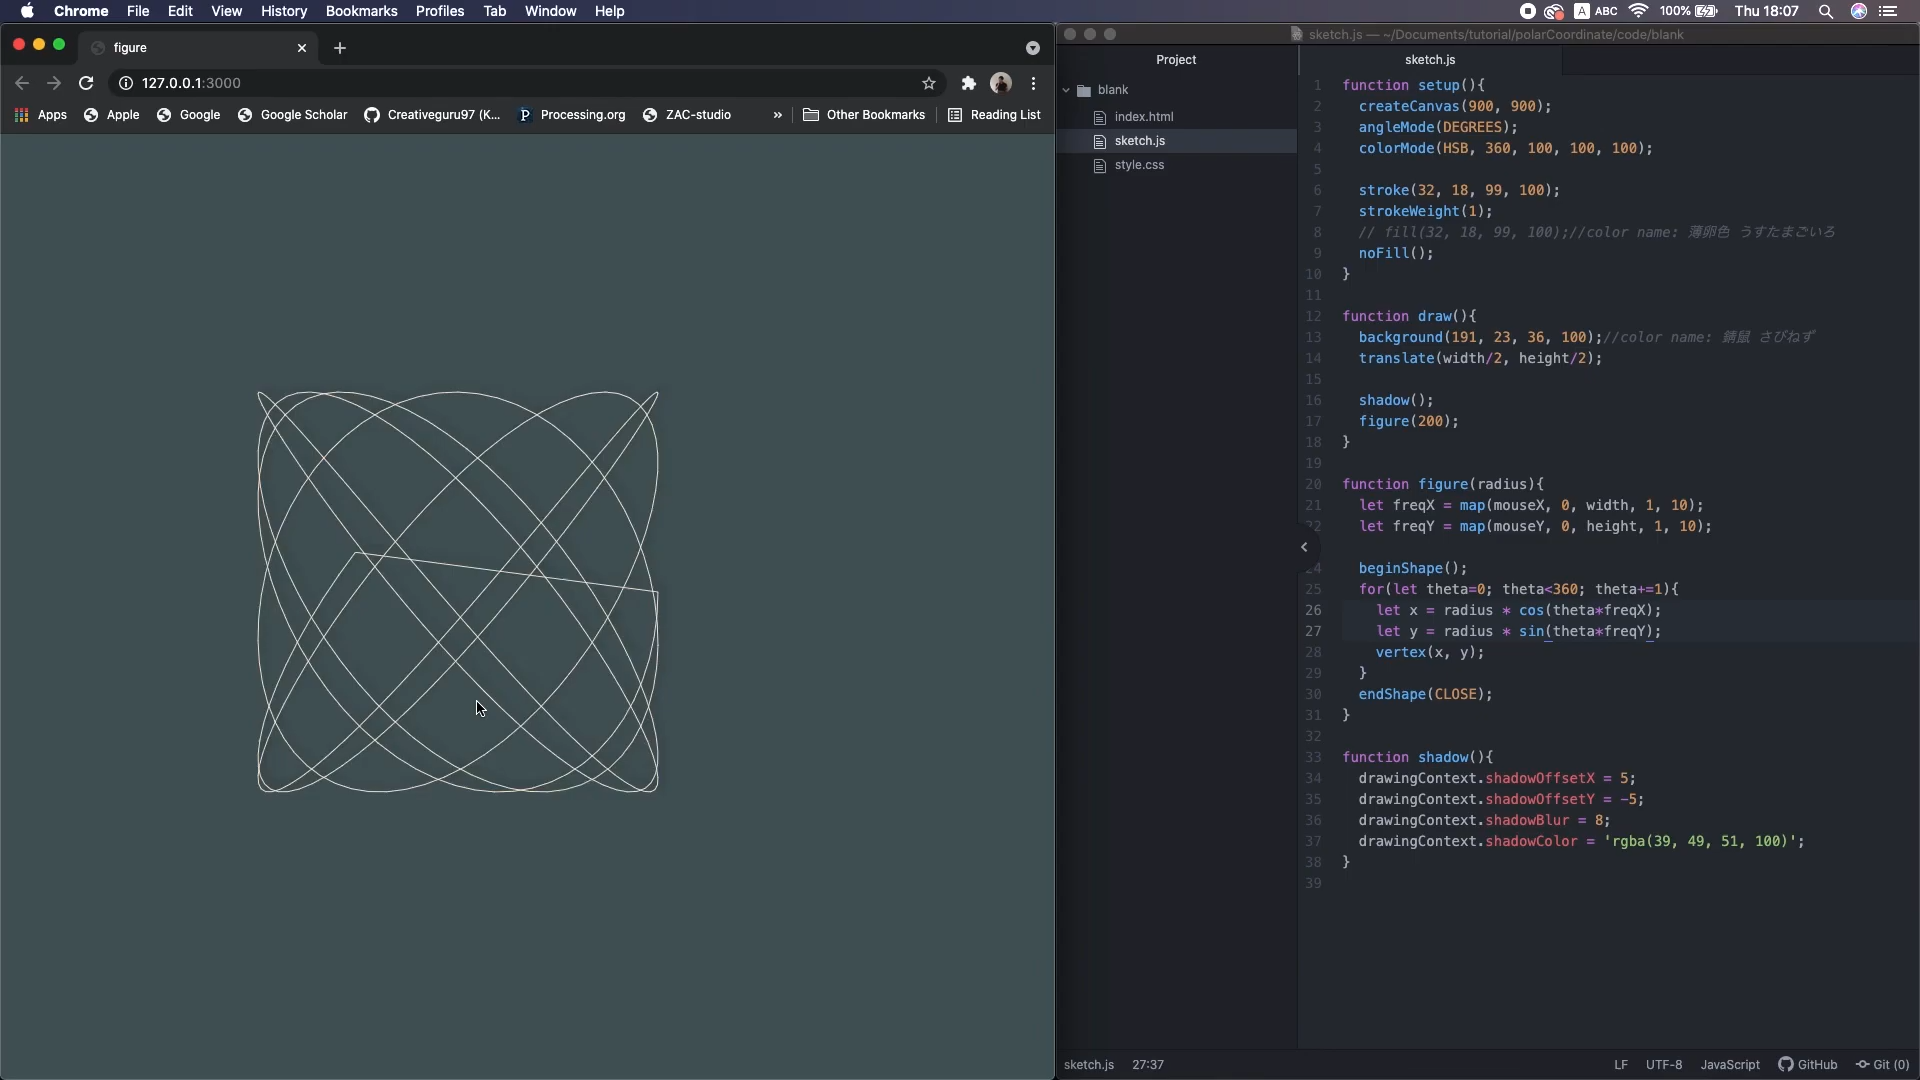 Chrome File Edit View History Bookmarks Profiles Tab Window Help
A ABC 100% Thu 18:07
figure
127.0.0.1:3000
Apps Apple Google Google Scholar Creativeguru97 (K... P Processing.org ZAC-studio » Other Bookmarks Reading List
sketch.js — ~/Documents/tutorial/polarCoordinate/code/blank
Project
blank
index.html
sketch.js
style.css
sketch.js
1 function setup(){
2 createCanvas(900, 900);
3 angleMode(DEGREES);
4 colorMode(HSB, 360, 100, 100, 100);
5
6 stroke(32, 18, 99, 100);
7 strokeWeight(1);
8 // fill(32, 18, 99, 100);//color name: 薄卵色 うすたまごいろ
9 noFill();
10 }
11
12 function draw(){
13 background(191, 23, 36, 100);//color name: 錆鼠 さびねず
14 translate(width/2, height/2);
15
16 shadow();
17 figure(200);
18 }
19
20 function figure(radius){
21 let freqX = map(mouseX, 0, width, 1, 10);
22 let freqY = map(mouseY, 0, height, 1, 10);
24 beginShape();
25 for(let theta=0; theta<360; theta+=1){
26 let x = radius * cos(theta*freqX);
27 let y = radius * sin(theta*freqY);
28 vertex(x, y);
29 }
30 endShape(CLOSE);
31 }
32
33 function shadow(){
34 drawingContext.shadowOffsetX = 5;
35 drawingContext.shadowOffsetY = -5;
36 drawingContext.shadowBlur = 8;
37 drawingContext.shadowColor = 'rgba(39, 49, 51, 100)';
38 }
39
sketch.js 27:37
LF UTF-8 JavaScript GitHub Git (0)